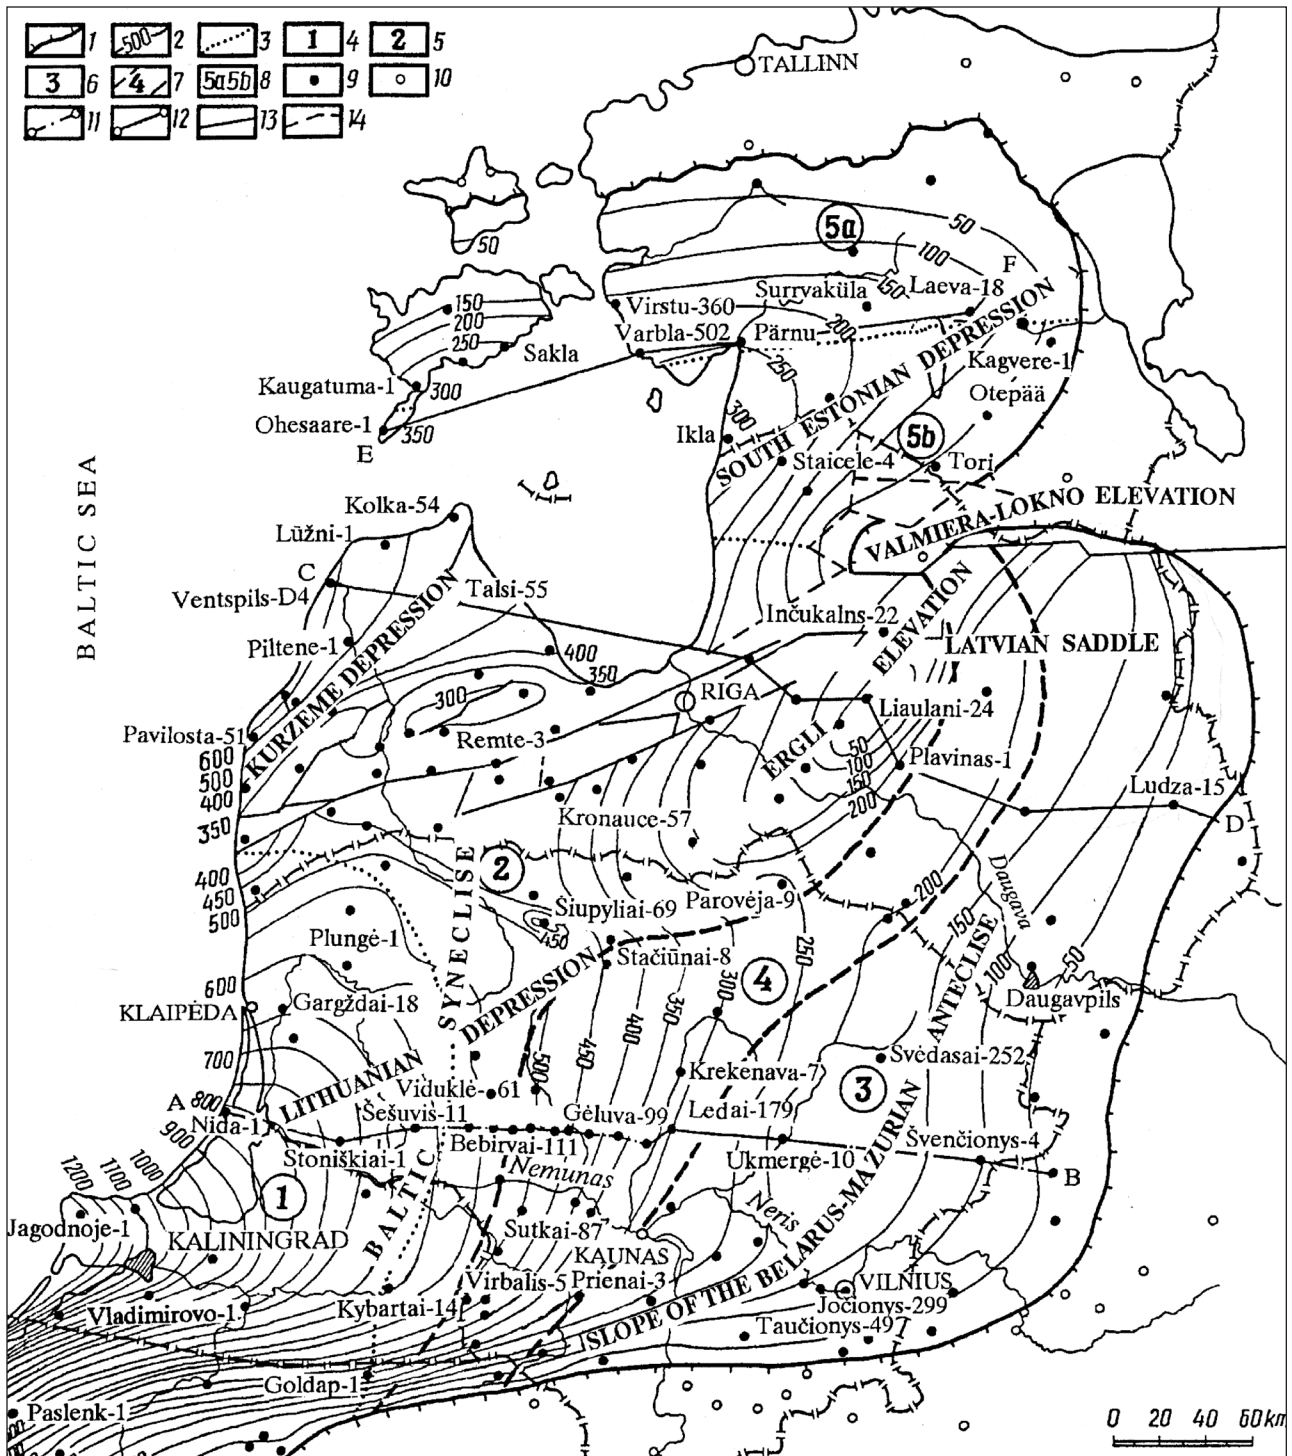 1
500 2
3
1 4
2 5
3 6
4 7
5a5b 8
9
10
11
12
13
14
TALLINN
5a
50
100
F
50
150
Surrvaküla
Laeva-18
150
200
250
Virstu-360
200
Varbla-502
Pärnu
Sakla
250
Kagvere-1
Otepää
Kaugatuma-1
300
300
Ohesaare-1
350
E
Ikla
SOUTH ESTONIAN DEPRESSION
5b
Staicele-4
Tori
BALTIC SEA
Kolka-54
VALMIERA-LOKNO ELEVATION
Lūžni-1
C
Ventspils-D4
Talsi-55
Inčukalns-22
Piltene-1
400
350
LATVIAN SADDLE
KURZEME DEPRESSION
300
RIGA
Liaulani-24
Pavilosta-51
Remte-3
ERGLI ELEVATION
600
500
400
350
50
100
150
200
Plavinas-1
Ludza-15
D
Kronauce-57
400
450
500
2
Parovėja-9
200
Daugava
Siupyliai-69
450
150
Plungė-1
Stačiūnai-8
250
50
100
600
300
4
KLAIPĖDA
Gargždai-18
350
Daugavpils
400
700
450
Svėdasai-252
LITHUANIAN DEPRESSION
500
Krekenava-7
A
800
Viduklė-61
3
Nida-1
Šešuvis-11
Gėluva-99
Ledai-179
900
Stoniškiai-1
Bebirvai-111
Švenčionys-4
Ukmergė-10
B
1200
1100
1000
Nemunas
1
Neris
Jagodnoje-1
Sutkai-87
KALININGRAD
KAUNAS
BALTIC SYNECLISE
Virbalis-5
Prienai-3
VILNIUS
Vladimirovo-1
Kybartai-14
Jočionys-299
Taučionys-497
SLOPE OF THE BELARUS-MAZURIAN ANTECLISE
Goldap-1
Paslenk-1
0 20 40 60 km